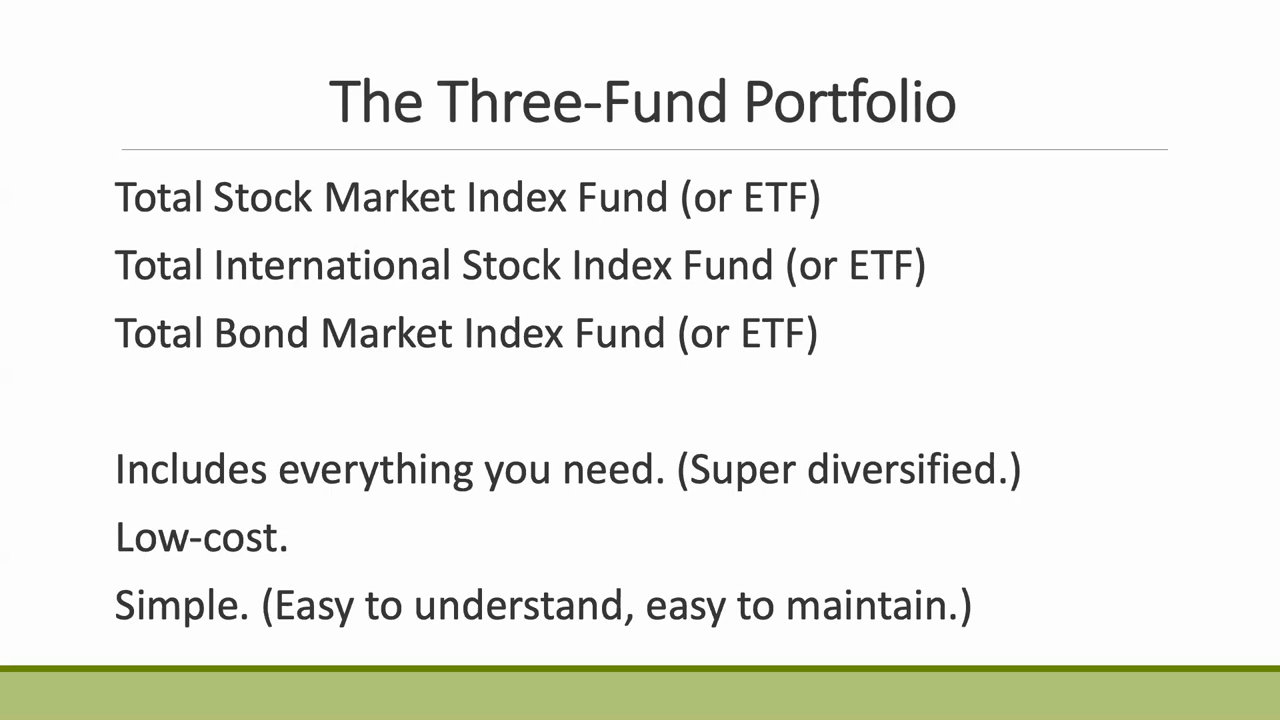 The Three-Fund Portfolio
Total Stock Market Index Fund (or ETF)
Total International Stock Index Fund (or ETF)
Total Bond Market Index Fund (or ETF)
Includes everything you need. (Super diversified.)
Low-cost.
Simple. (Easy to understand, easy to maintain.)